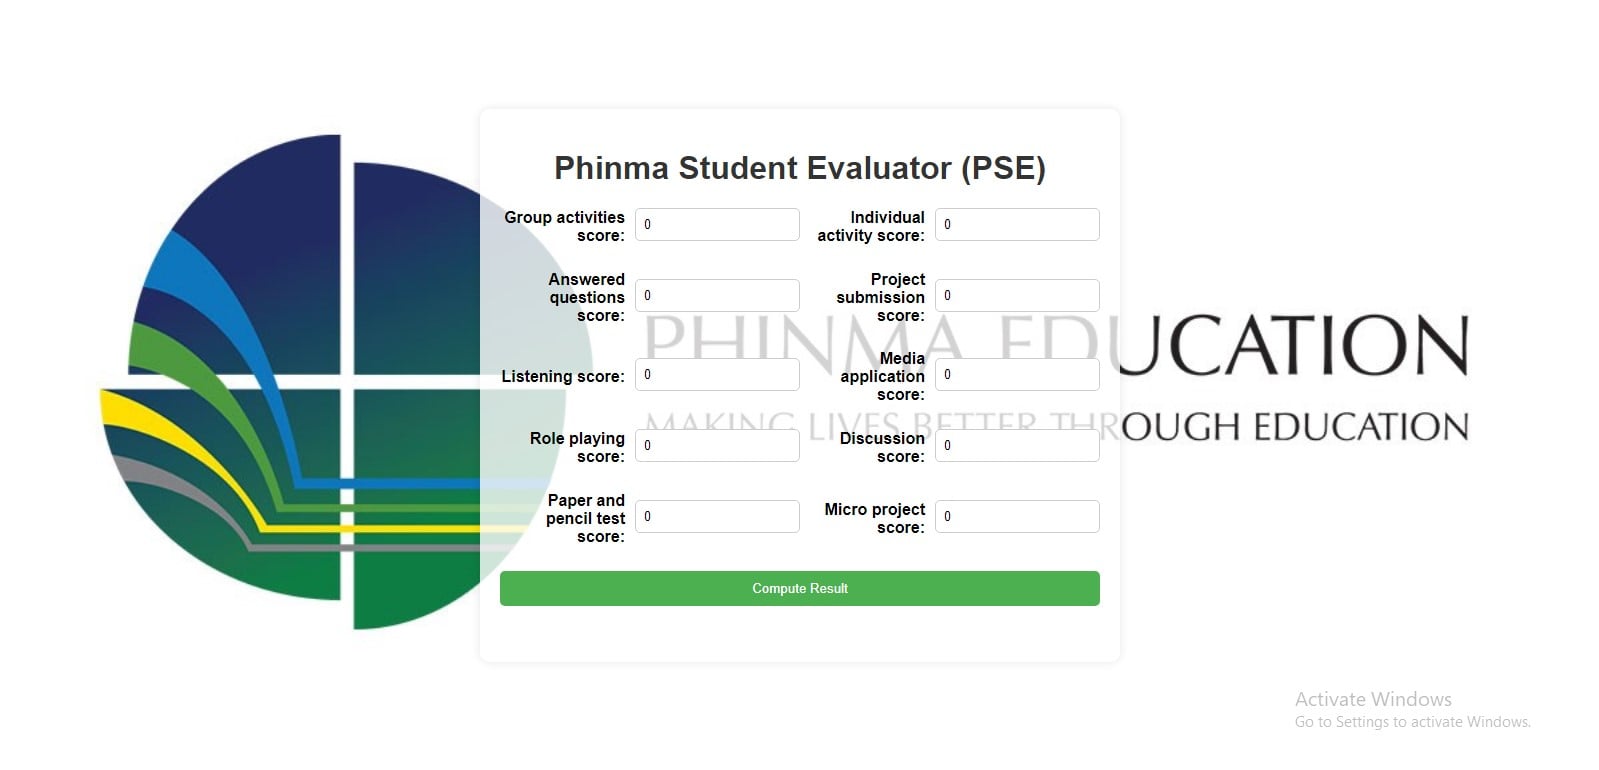 Phinma Student Evaluator (PSE)
Group activities
score:
0
Individual
activity score:
0
Answered
questions
score:
0
Project
submission
score:
0
PHINMA EDUCATION
Listening score:
0
Media
application
score:
0
MAKING LIVES BETTER THROUGH EDUCATION
Role playing
score:
0
Discussion
score:
0
Paper and
pencil test
score:
0
Micro project
score:
0
Compute Result
Activate Windows
Go to Settings to activate Windows.